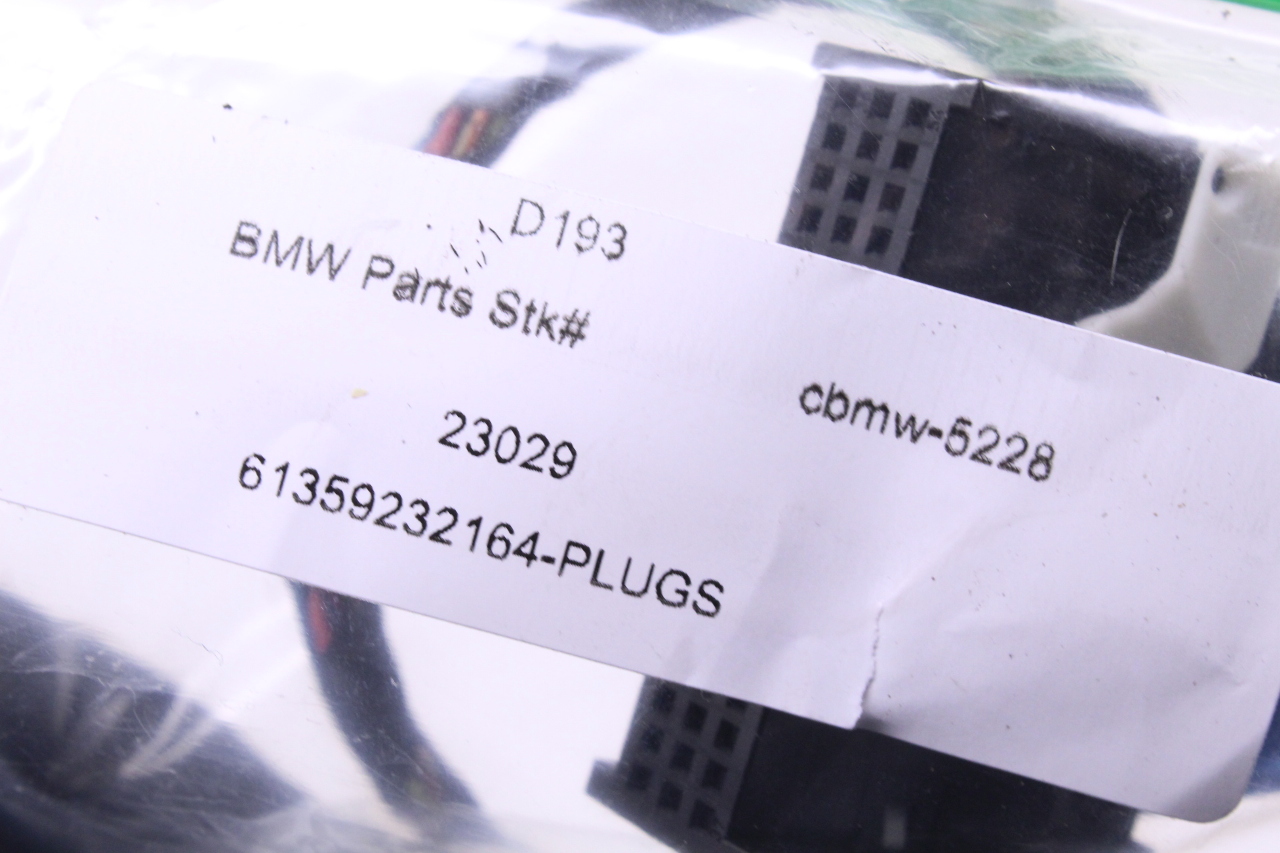 D193
BMW Parts Stk#
cbmw-5228
23029
61359232164-PLUGS